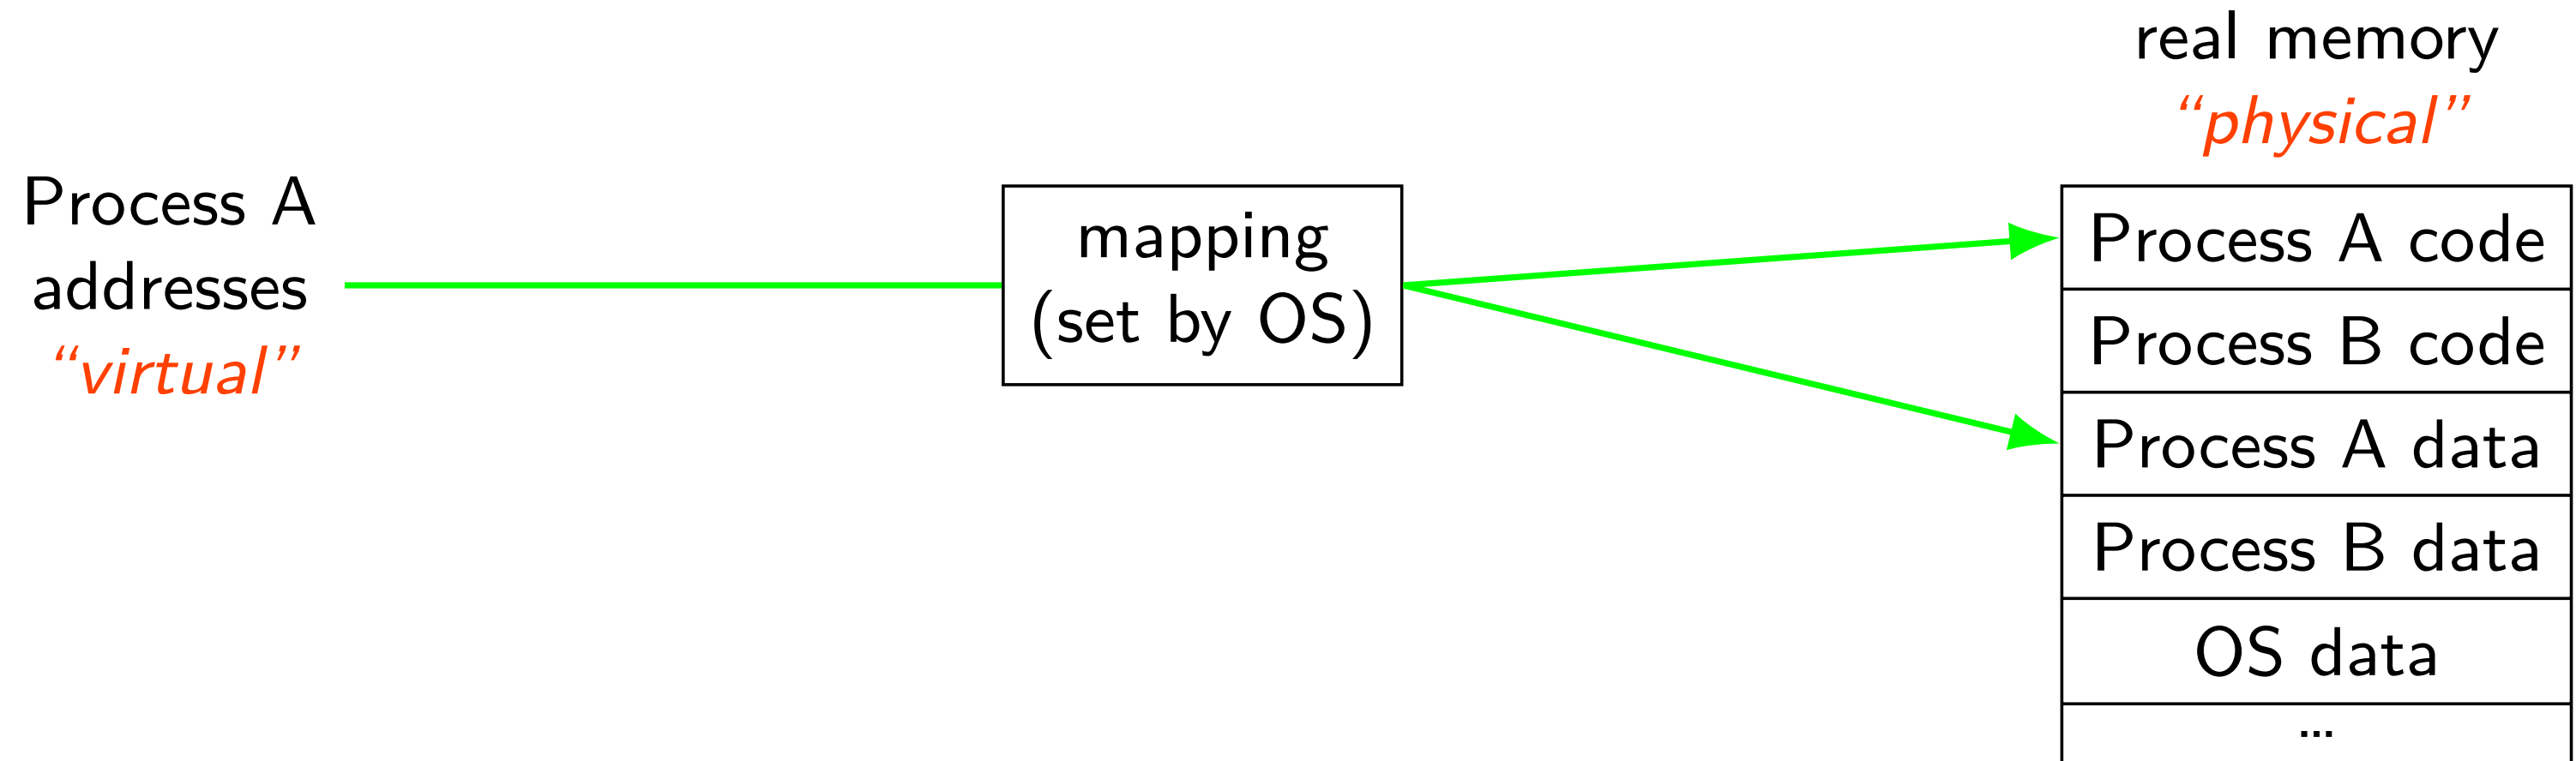 Process A
addresses
“virtual”
mapping
(set by OS)
real memory
“physical”
Process A code
Process B code
Process A data
Process B data
OS data
...